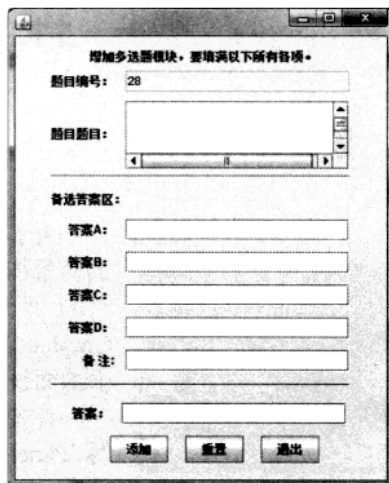 增加多选题模块，要填满以下所有各项。
题目编号： 28
题目题目：
备选答案区：
答案A：
答案B：
答案C：
答案D：
备注：
答案：
添加 重置 退出